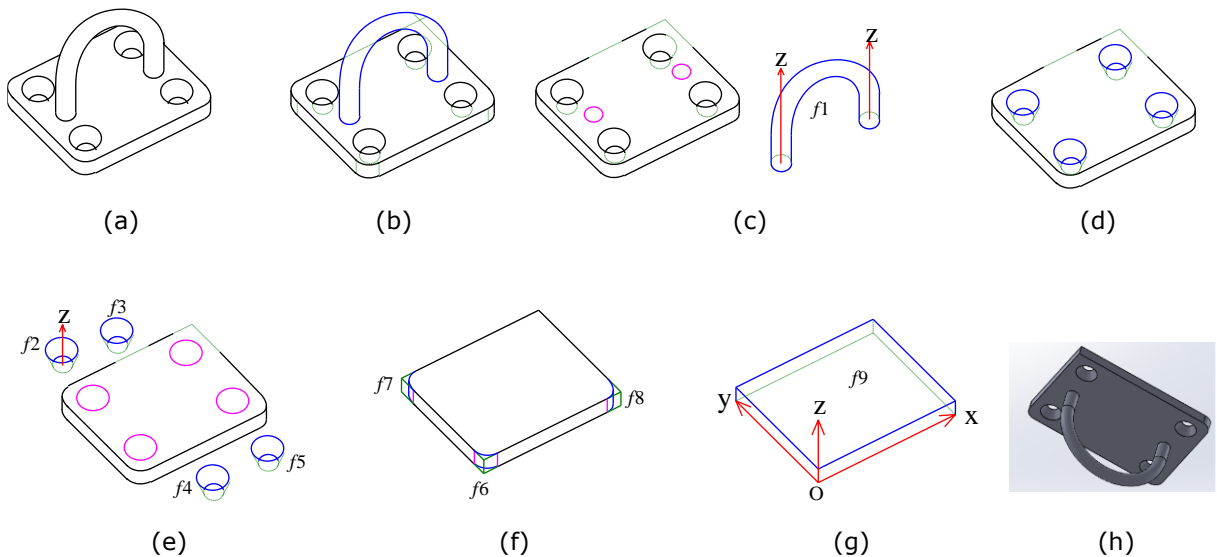 z z
f1
(a) (b) (c) (d)
f3
z
f2
f7 f9
f8 y z x
f5
f4 f6 o
(e) (f) (g) (h)